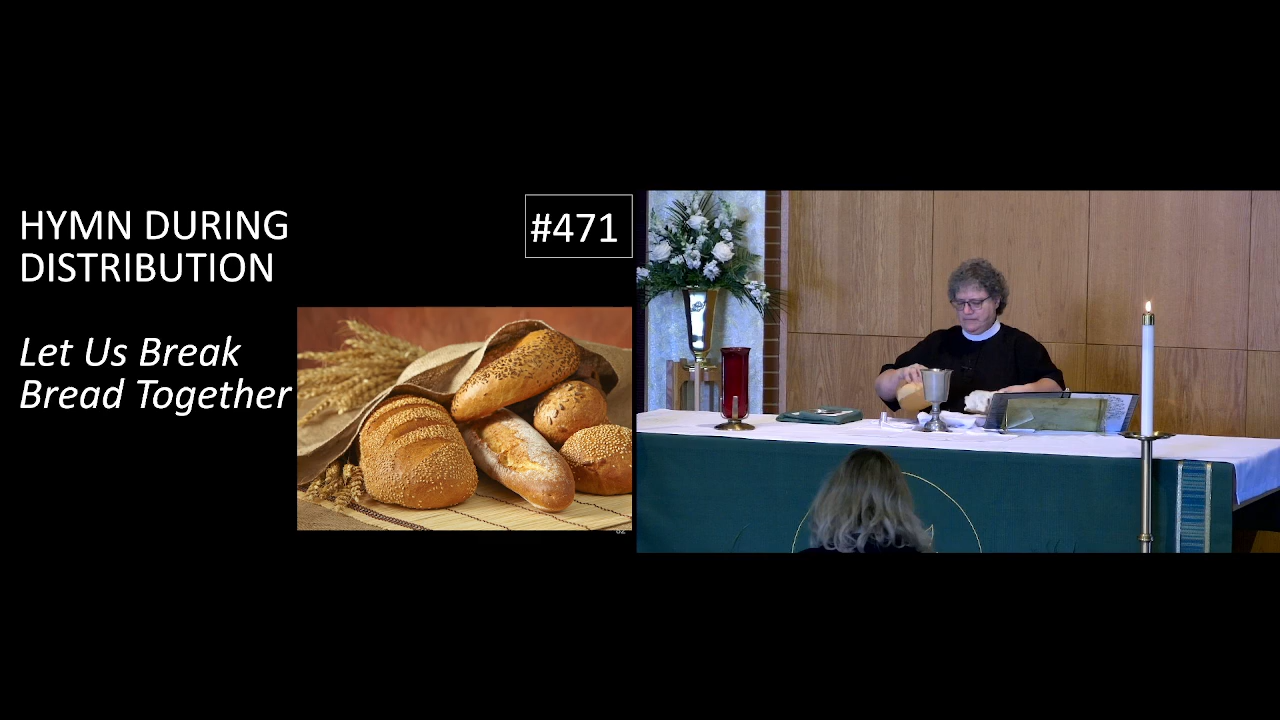 HYMN DURING
DISTRIBUTION
#471
Let Us Break
Bread Together